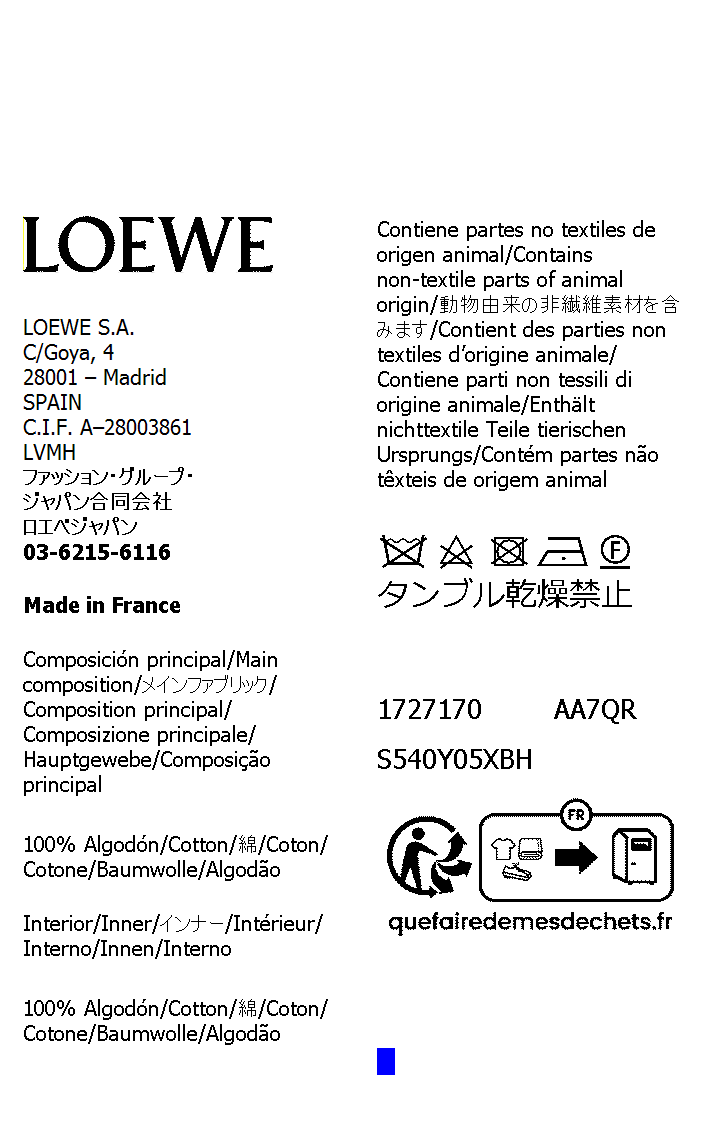 LOEWE
LOEWE S.A.
C/Goya, 4
28001 – Madrid
SPAIN
C.I.F. A–28003861
LVMH
ファッション・グループ・
ジャパン合同会社
ロエベジャパン
03-6215-6116
Made in France
Composición principal/Main
composition/メインファブリック/
Composition principal/
Composizione principale/
Hauptgewebe/Composição
principal
100% Algodón/Cotton/綿/Coton/
Cotone/Baumwolle/Algodão
Interior/Inner/インナー/Intérieur/
Interno/Innen/Interno
100% Algodón/Cotton/綿/Coton/
Cotone/Baumwolle/Algodão
Contiene partes no textiles de
origen animal/Contains
non-textile parts of animal
origin/動物由来の非繊維素材を含
みます/Contient des parties non
textiles d’origine animale/
Contiene parti non tessili di
origine animale/Enthält
nichttextile Teile tierischen
Ursprungs/Contém partes não
têxteis de origem animal
F
タンブル乾燥禁止
1727170 AA7QR
S540Y05XBH
FR
quefairedemesdechets.fr